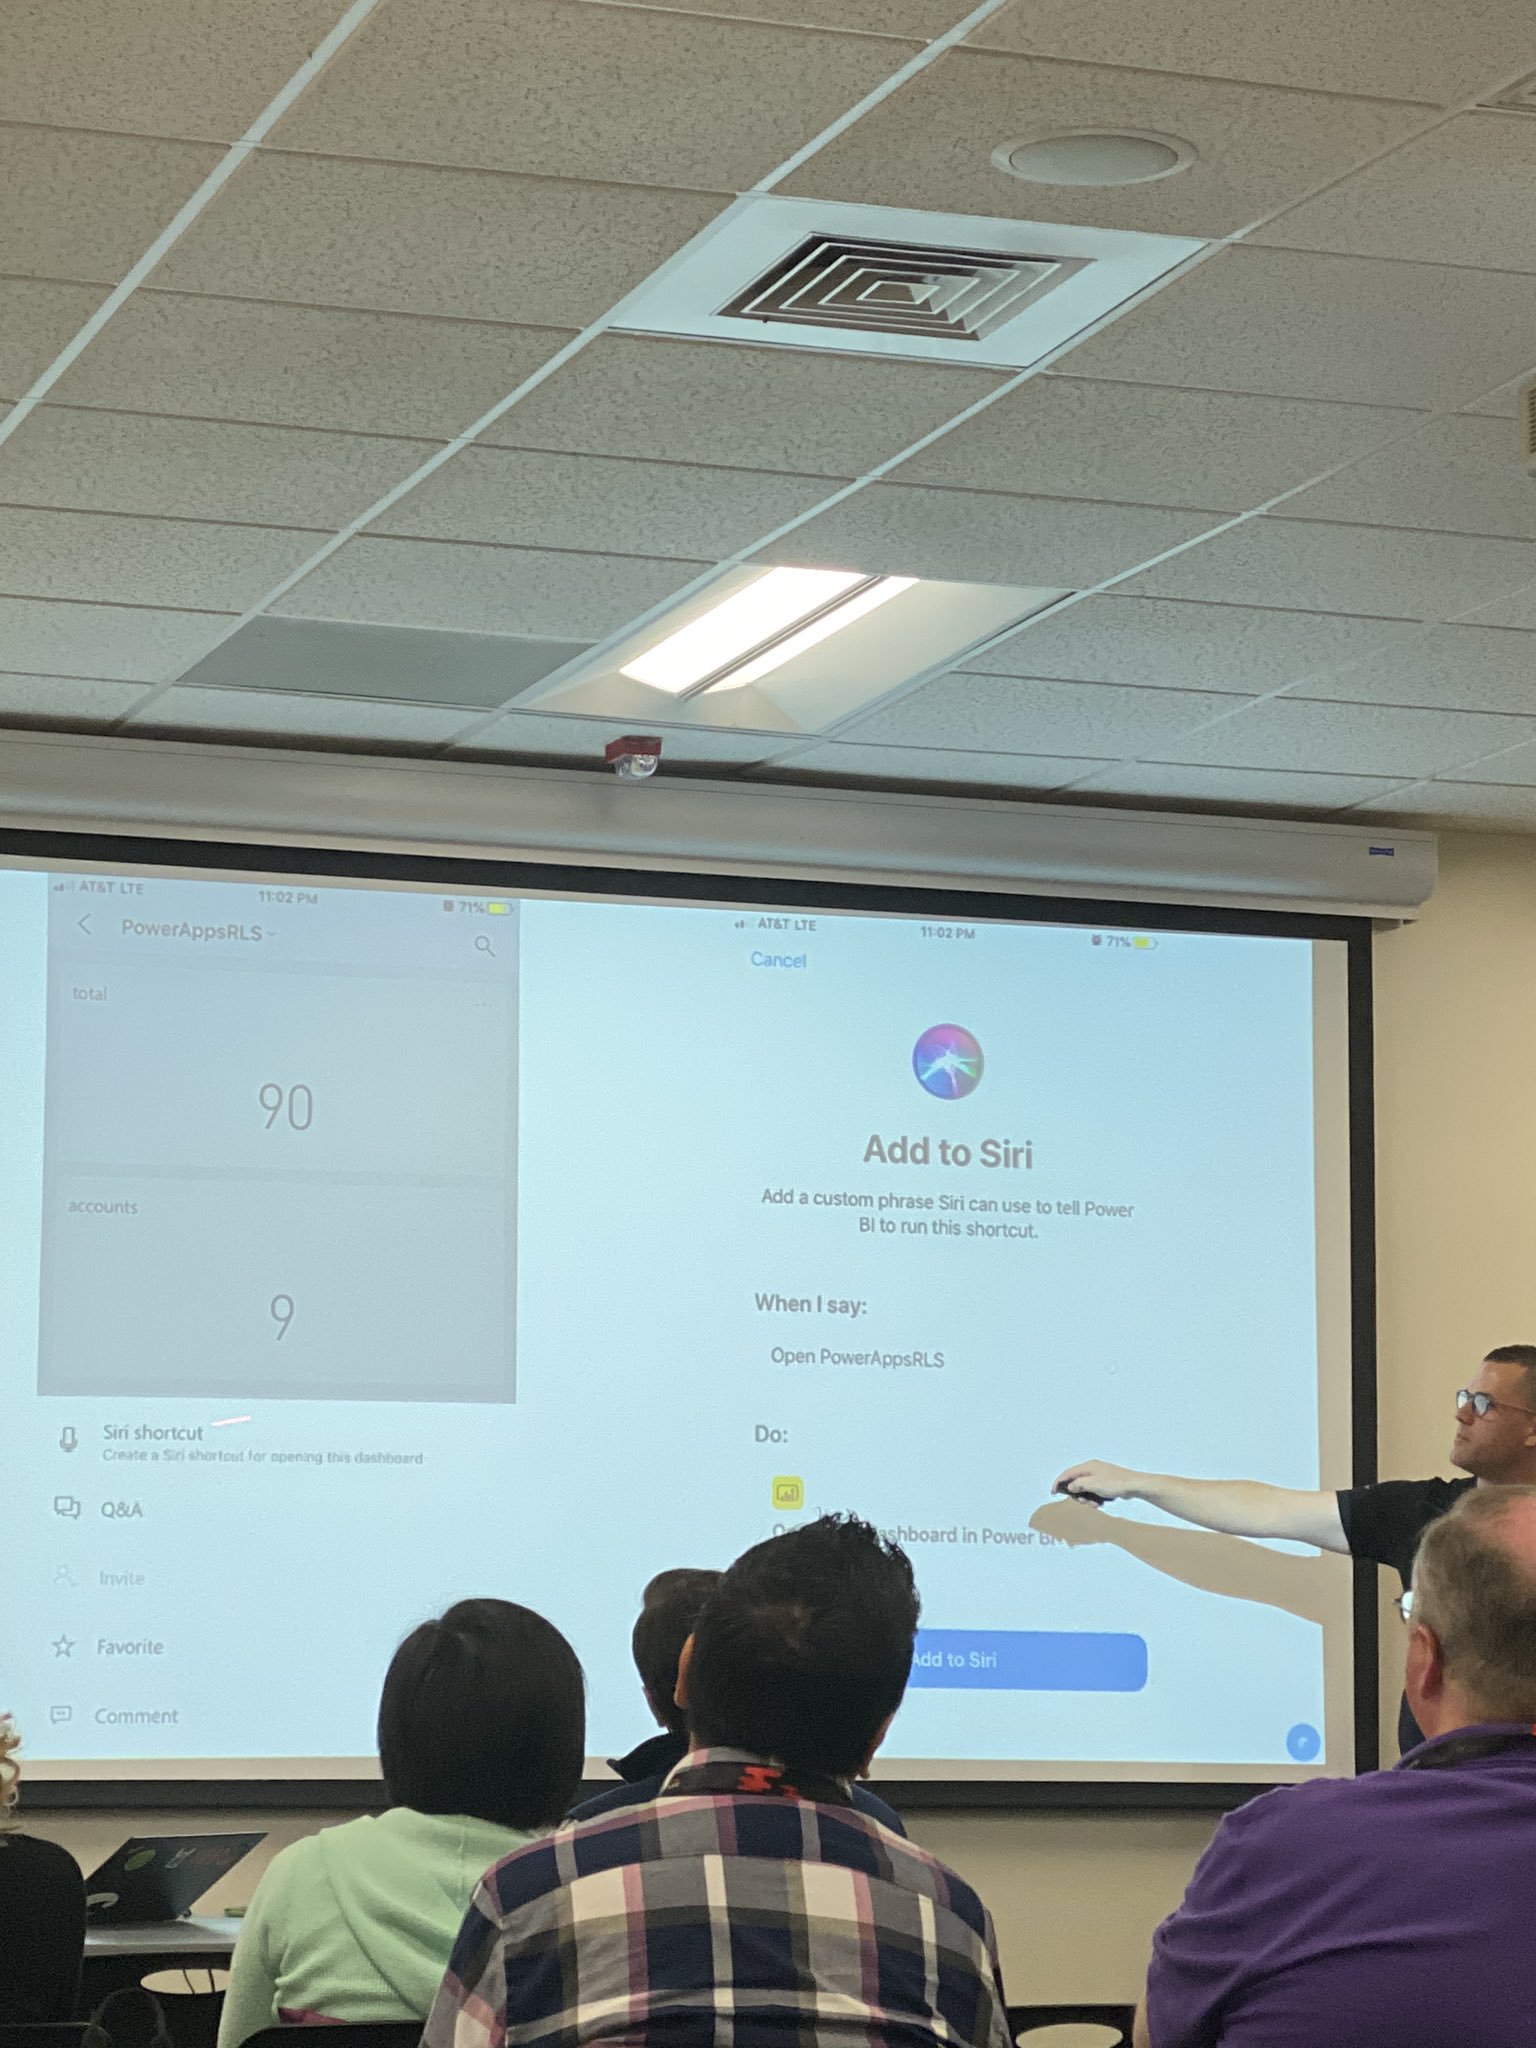 AT&T LTE
11:02 PM
71%
PowerAppsRLS
total
90
accounts
9
Siri shortcut
Create a Siri shortcut for opening this dashboard
Q&A
Invite
Favorite
Comment
AT&T LTE
11:02 PM
71%
Cancel
Add to Siri
Add a custom phrase Siri can use to tell Power
BI to run this shortcut.
When I say:
Open PowerAppsRLS
Do:
in Power
Add to Siri